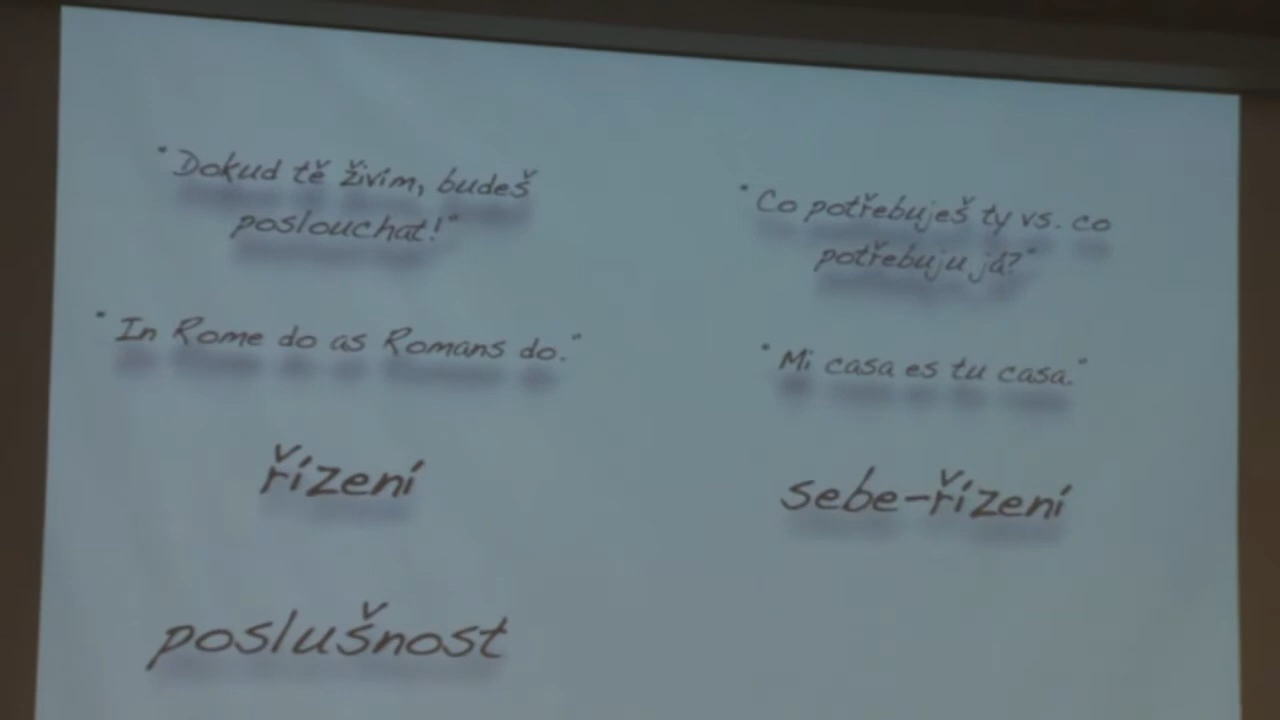 "Dokud tě živím, budeš
poslouchat!"
"In Rome do as Romans do."
řízení
poslušnost
"Co potřebuješ ty vs. co
potřebuju já?"
"Mi casa es tu casa."
sebe-řízení